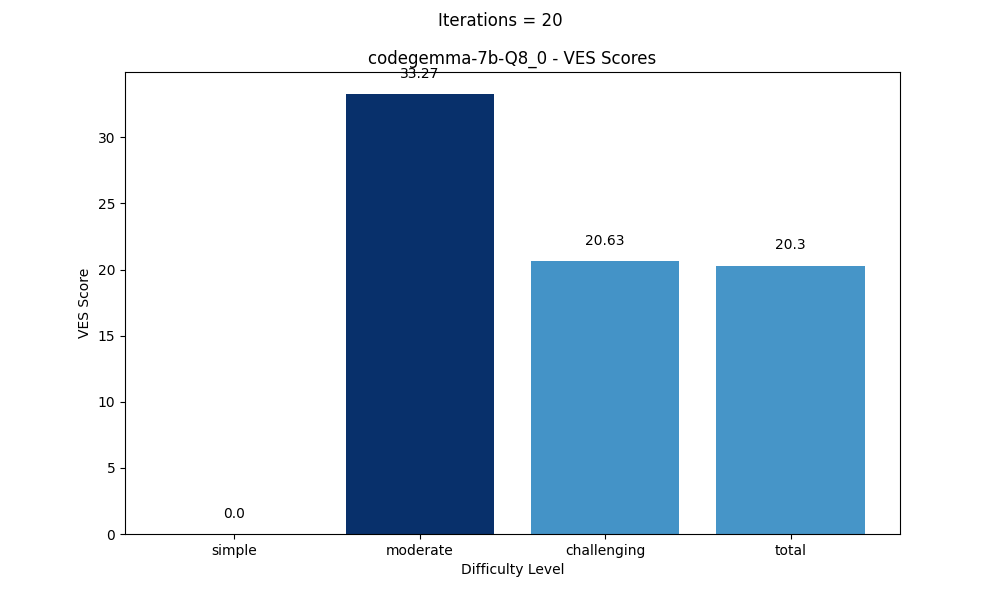 Iterations = 20
codegemma-7b-Q8_0 - VES Scores
33.27
30
25
20.63
20.3
20
VES Score
15
10
5
0.0
0
simple moderate challenging total
Difficulty Level